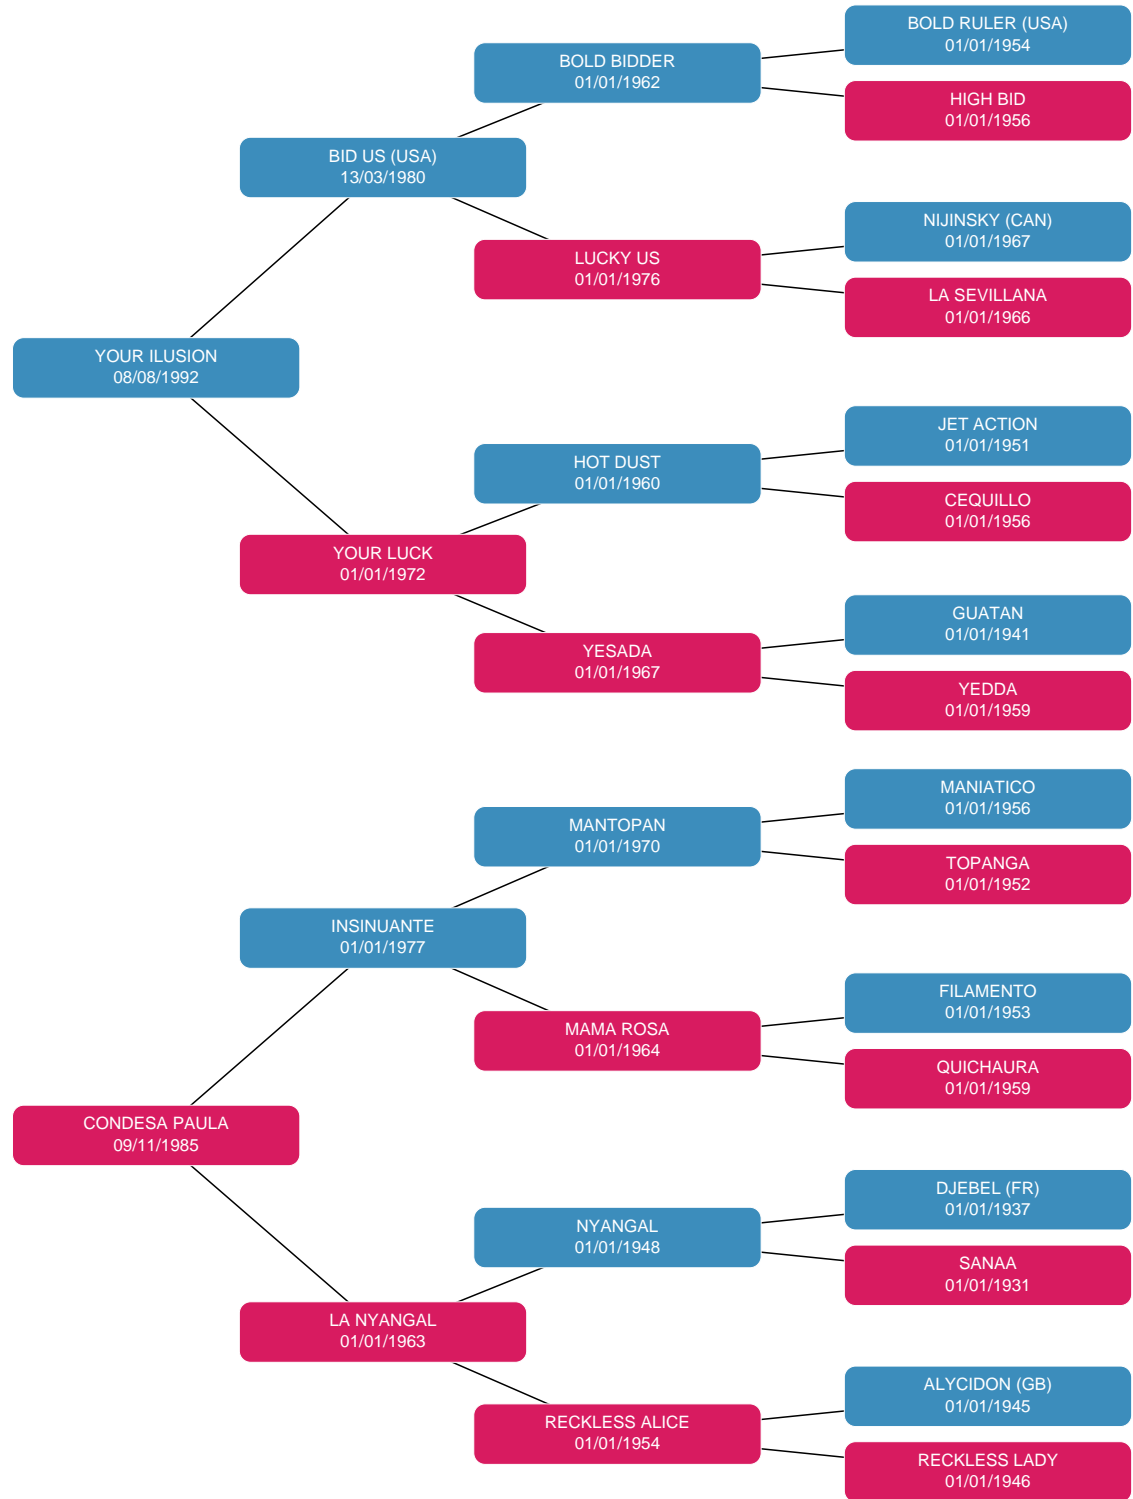 BOLD RULER (USA)
01/01/1954
BOLD BIDDER
01/01/1962
HIGH BID
01/01/1956
BID US (USA)
13/03/1980
NIJINSKY (CAN)
01/01/1967
LUCKY US
01/01/1976
LA SEVILLANA
01/01/1966
YOUR ILUSION
08/08/1992
JET ACTION
01/01/1951
HOT DUST
01/01/1960
CEQUILLO
01/01/1956
YOUR LUCK
01/01/1972
GUATAN
01/01/1941
YESADA
01/01/1967
YEDDA
01/01/1959
MANIATICO
01/01/1956
MANTOPAN
01/01/1970
TOPANGA
01/01/1952
INSINUANTE
01/01/1977
FILAMENTO
01/01/1953
MAMA ROSA
01/01/1964
QUICHAURA
01/01/1959
CONDESA PAULA
09/11/1985
DJEBEL (FR)
01/01/1937
NYANGAL
01/01/1948
SANAA
01/01/1931
LA NYANGAL
01/01/1963
ALYCIDON (GB)
01/01/1945
RECKLESS ALICE
01/01/1954
RECKLESS LADY
01/01/1946